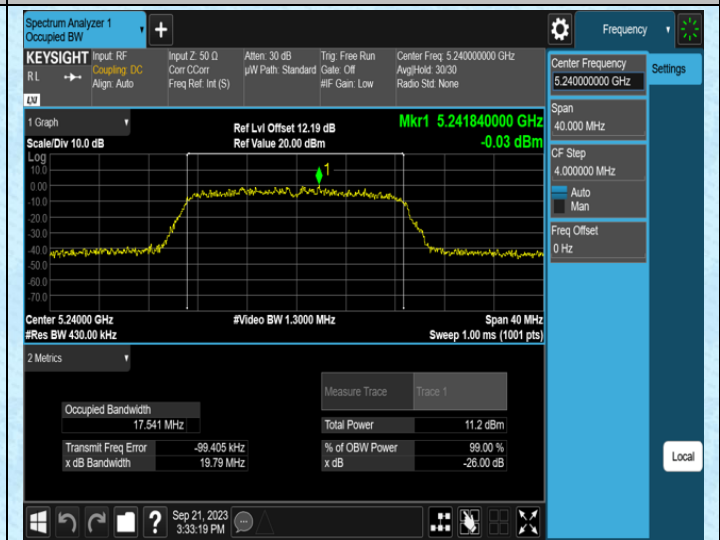 Spectrum Analyzer 1
Occupied BW
+
Frequency
KEYSIGHT
Input: RF
Input Z: 50 Ω
Atten: 30 dB
Trig: Free Run
Center Freq: 5.240000000 GHz
RL
Coupling: DC
Corr CCorr
µW Path: Standard
Gate: Off
Avg|Hold: 30/30
Align: Auto
Freq Ref: Int (S)
#IF Gain: Low
Radio Std: None
LXI
Center Frequency
5.240000000 GHz
Settings
Span
40.000 MHz
CF Step
4.000000 MHz
Auto
Man
Freq Offset
0 Hz
Local
1 Graph
Ref Lvl Offset 12.19 dB
Mkr1 5.241840000 GHz
Scale/Div 10.0 dB
Ref Value 20.00 dBm
-0.03 dBm
Log
10.0
0.00
-10.0
-20.0
-30.0
-40.0
-50.0
-60.0
-70.0
1
Center 5.24000 GHz
#Video BW 1.3000 MHz
Span 40 MHz
#Res BW 430.00 kHz
Sweep 1.00 ms (1001 pts)
2 Metrics
Measure Trace
Trace 1
Occupied Bandwidth
17.541 MHz
Total Power
11.2 dBm
Transmit Freq Error
-99.405 kHz
% of OBW Power
99.00 %
x dB Bandwidth
19.79 MHz
x dB
-26.00 dB
?
Sep 21, 2023
3:33:19 PM